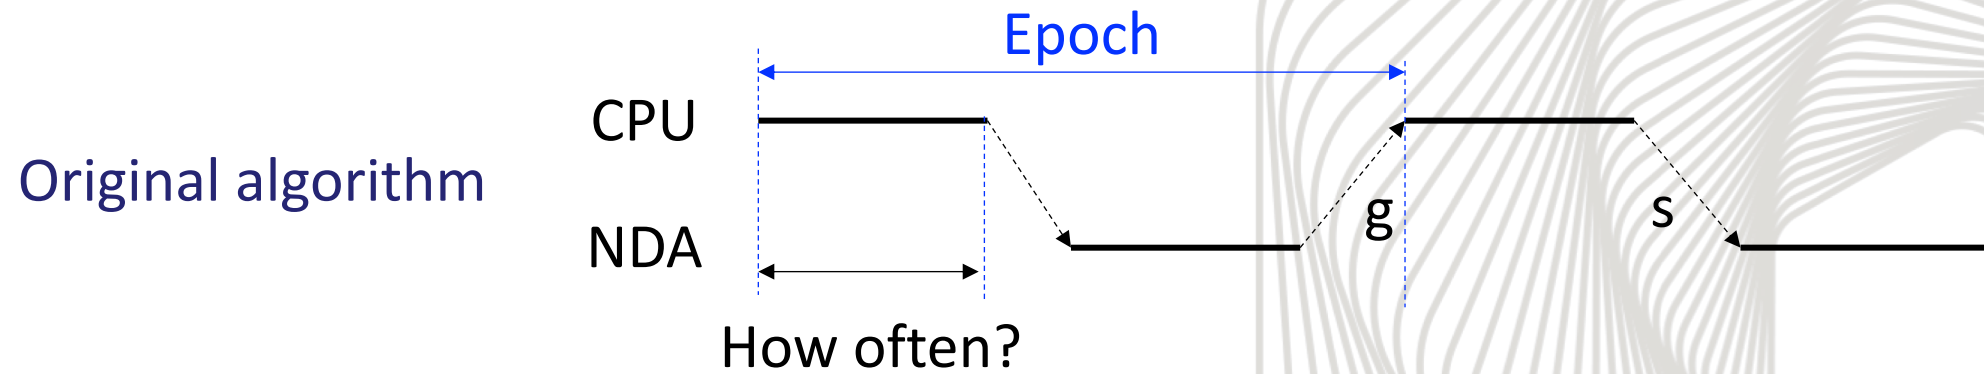 Epoch
CPU
Original algorithm
g
s
NDA
How often?